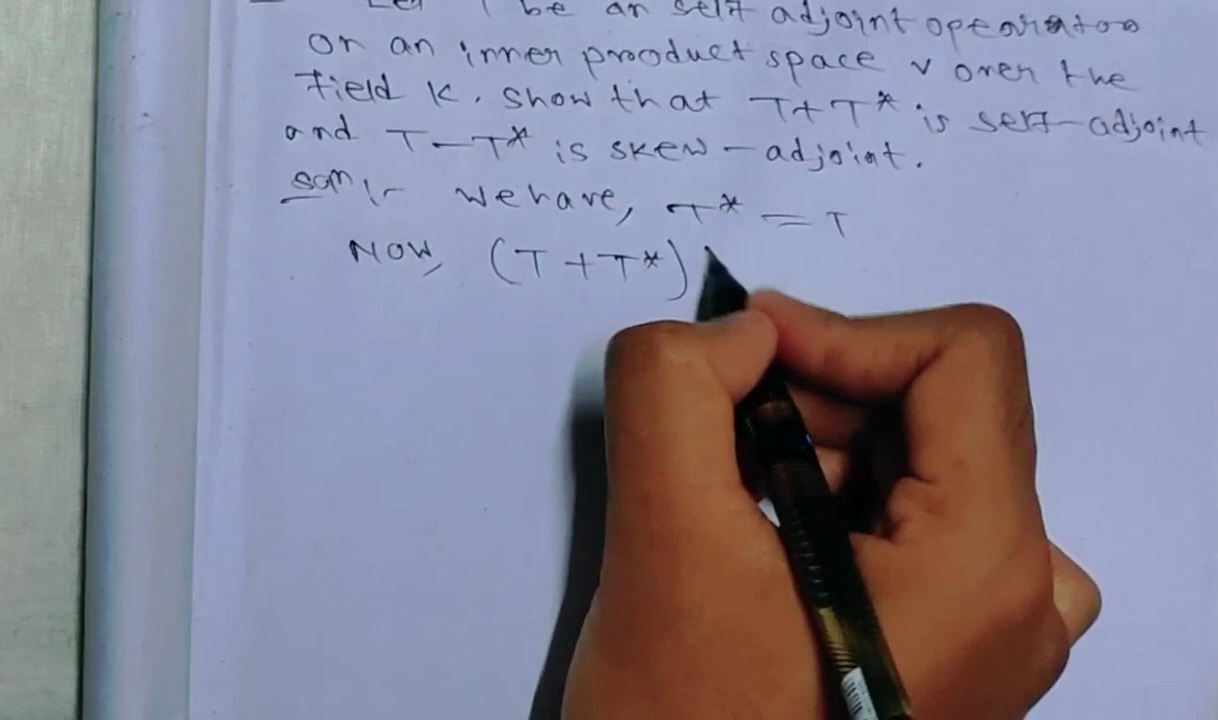 Let T be an self adjoint operator
on an inner product space V over the
field K. Show that T+T* is self-adjoint
and T-T* is skew-adjoint.
Soln :- We have, T* = T
Now, (T+T*)